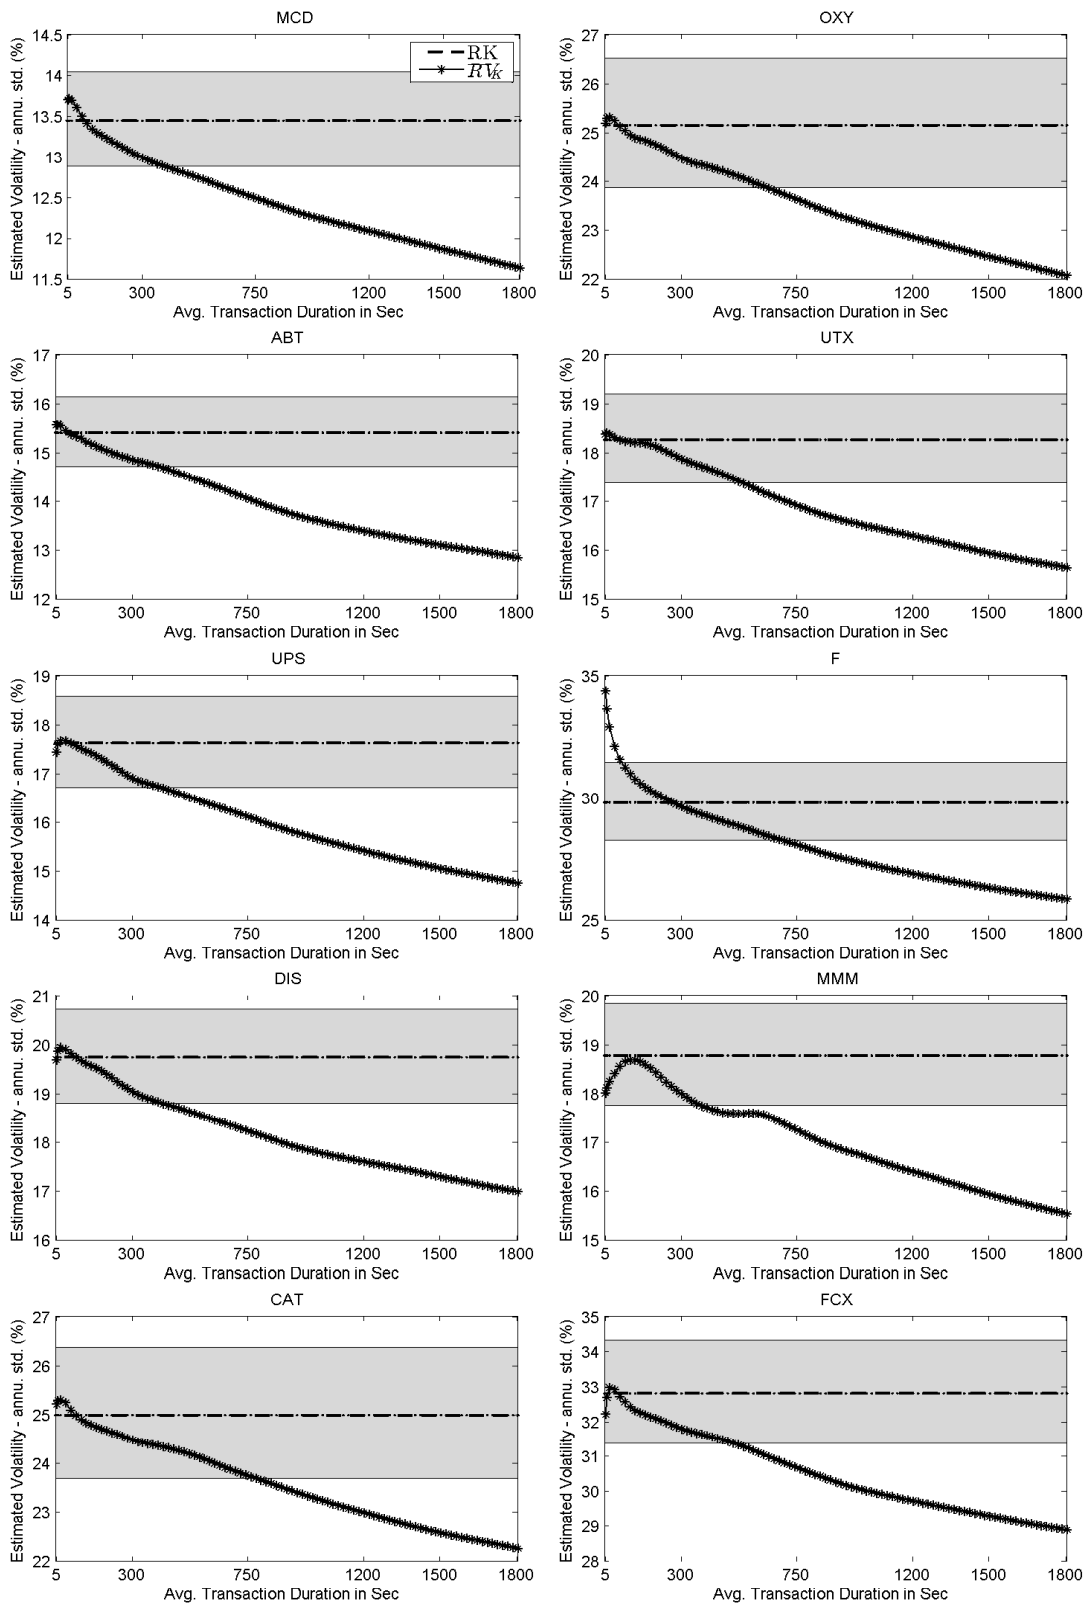 MCD
Estimated Volatility - annu. std. (%)
14.5
14
13.5
13
12.5
12
11.5
RK
RV_K
5 300 750 1200 1500 1800
Avg. Transaction Duration in Sec
OXY
Estimated Volatility - annu. std. (%)
27
26
25
24
23
22
5 300 750 1200 1500 1800
Avg. Transaction Duration in Sec
ABT
Estimated Volatility - annu. std. (%)
17
16
15
14
13
12
5 300 750 1200 1500 1800
Avg. Transaction Duration in Sec
UTX
Estimated Volatility - annu. std. (%)
20
19
18
17
16
15
5 300 750 1200 1500 1800
Avg. Transaction Duration in Sec
UPS
Estimated Volatility - annu. std. (%)
19
18
17
16
15
14
5 300 750 1200 1500 1800
Avg. Transaction Duration in Sec
F
Estimated Volatility - annu. std. (%)
35
30
25
5 300 750 1200 1500 1800
Avg. Transaction Duration in Sec
DIS
Estimated Volatility - annu. std. (%)
21
20
19
18
17
16
5 300 750 1200 1500 1800
Avg. Transaction Duration in Sec
MMM
Estimated Volatility - annu. std. (%)
20
19
18
17
16
15
5 300 750 1200 1500 1800
Avg. Transaction Duration in Sec
CAT
Estimated Volatility - annu. std. (%)
27
26
25
24
23
22
5 300 750 1200 1500 1800
Avg. Transaction Duration in Sec
FCX
Estimated Volatility - annu. std. (%)
35
34
33
32
31
30
29
28
5 300 750 1200 1500 1800
Avg. Transaction Duration in Sec